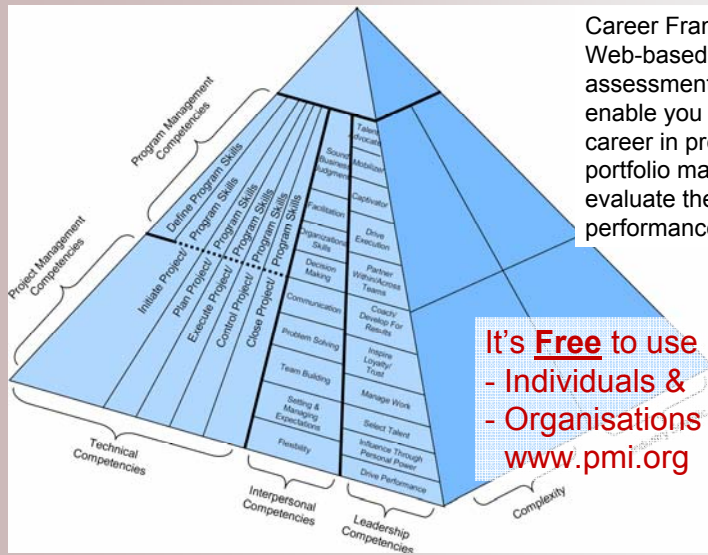 Career Fran
Web-based
assessment
enable you
career in pro
portfolio ma
evaluate the
performance
Program Management
Competencies
Project Management
Competencies
Define Program Skills
Initiate Project/
Program Skills
Plan Project/
Program Skills
Execute Project/
Program Skills
Control Project/
Program Skills
Close Project/
Program Skills
Sound
Business
Judgment
Facilitation
Organizational
Skills
Decision
Making
Communication
Problem Solving
Team Building
Setting &
Managing
Expectations
Flexibility
Talent
Advocate
Mobilizer
Captivator
Drive
Execution
Partner
Within/Across
Teams
Coach/
Develop For
Results
Inspire
Loyalty/
Trust
Manage Work
Select Talent
Influence Through
Personal Power
Drive Performance
Technical
Competencies
Interpersonal
Competencies
Leadership
Competencies
Complexity
It's Free to use
- Individuals &
- Organisations
www.pmi.org